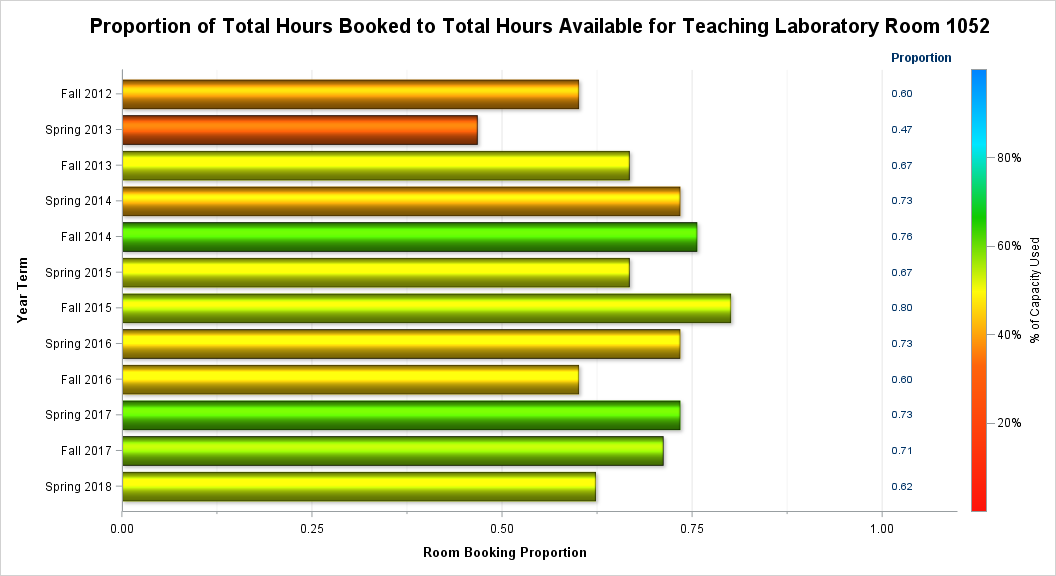 Proportion of Total Hours Booked to Total Hours Available for Teaching Laboratory Room 1052
Proportion
Fall 2012 0.60
Spring 2013 0.47
Fall 2013 0.67
Spring 2014 0.73
Fall 2014 0.76
Spring 2015 0.67
Fall 2015 0.80
Spring 2016 0.73
Fall 2016 0.60
Spring 2017 0.73
Fall 2017 0.71
Spring 2018 0.62
Year Term
80%
60%
40%
20%
% of Capacity Used
0.00 0.25 0.50 0.75 1.00
Room Booking Proportion